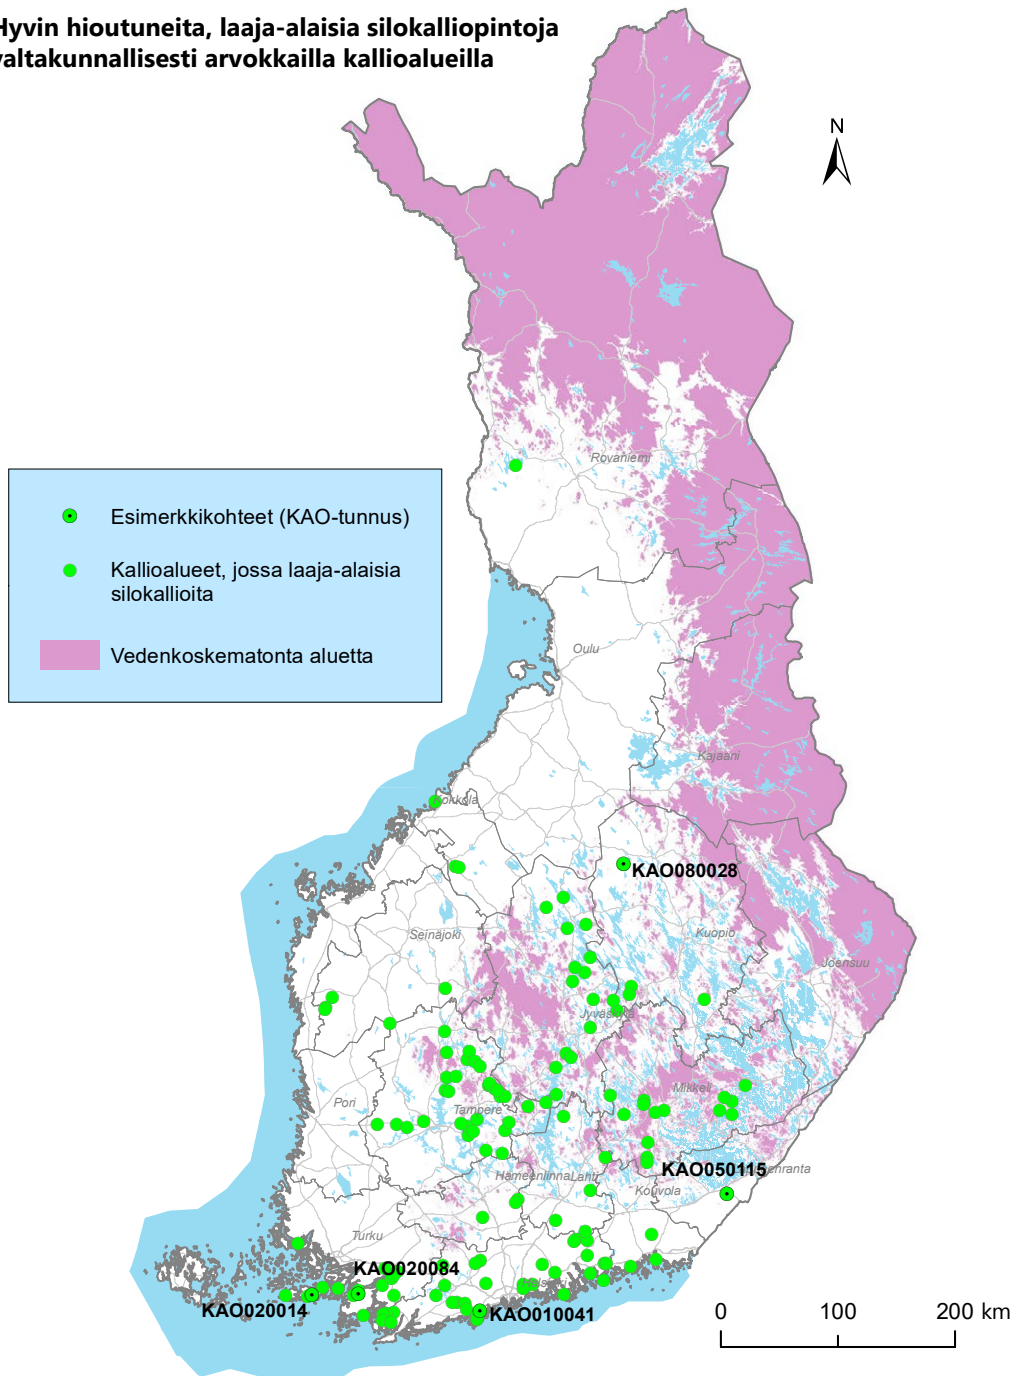 Hyvin hioutuneita, laaja-alaisia silokalliopintoja
valtakunnallisesti arvokkailla kallioalueilla
N
Rovaniemi
Esimerkkikohteet (KAO-tunnus)
Kallioalueet, jossa laaja-alaisia
silokallioita
Vedenkoskematonta aluetta
Oulu
Kajaani
Kokkola
KAO080028
Seinäjoki
Kuopio
Joensuu
Jyväskylä
Mikkeli
Pori
Tampere
Hämeenlinna
Lahti
KAO050115
Kouvola
Turku
KAO020084
KAO020014
KAO010041
0 100 200 km